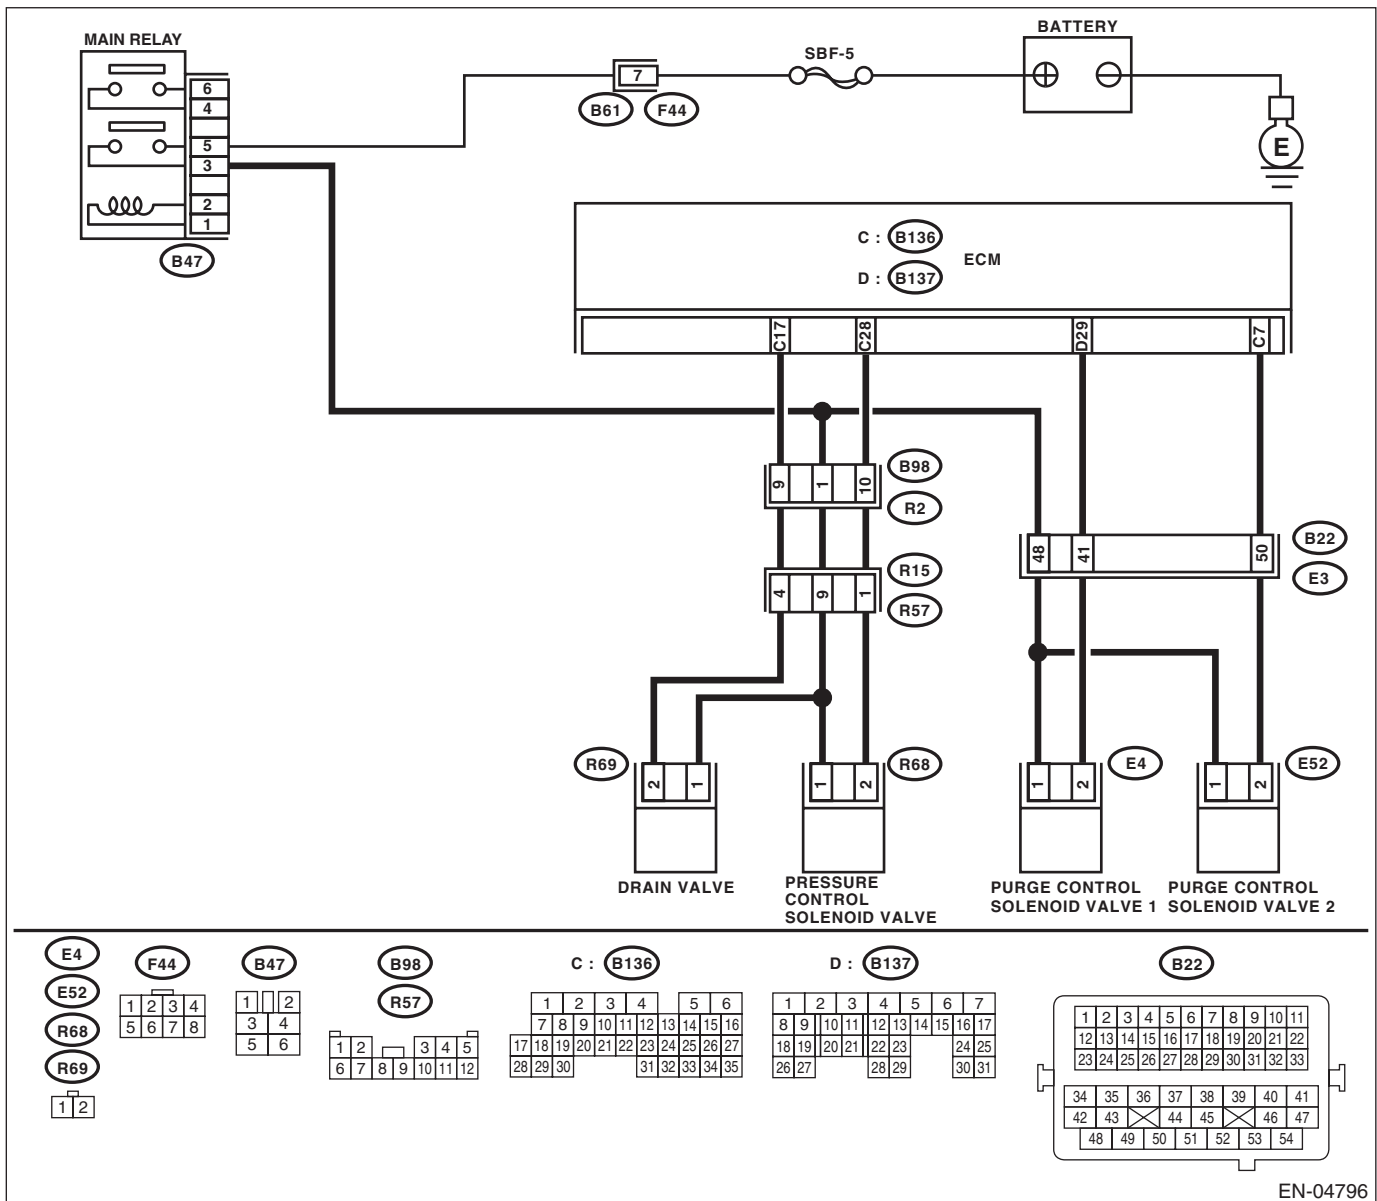 MAIN RELAY
BATTERY
SBF-5
6
4
5
3
2
1
B47
7
B61
F44
E
C : B136
D : B137
ECM
C17
C28
D29
C7
9
1
10
B98
R2
4
9
1
R15
R57
48
41
50
B22
E3
R69
2
1
1
2
R68
1
2
E4
1
2
E52
DRAIN VALVE
PRESSURE
CONTROL
SOLENOID VALVE
PURGE CONTROL
SOLENOID VALVE 1
PURGE CONTROL
SOLENOID VALVE 2
E4
E52
R68
R69
1 2
F44
1 2 3 4
5 6 7 8
B47
1 2
3 4
5 6
B98
R57
1 2 3 4 5
6 7 8 9 10 11 12
C : B136
1 2 3 4 5 6
7 8 9 10 11 12 13 14 15 16
17 18 19 20 21 22 23 24 25 26 27
28 29 30 31 32 33 34 35
D : B137
1 2 3 4 5 6 7
8 9 10 11 12 13 14 15 16 17
18 19 20 21 22 23 24 25
26 27 28 29 30 31
B22
1 2 3 4 5 6 7 8 9 10 11
12 13 14 15 16 17 18 19 20 21 22
23 24 25 26 27 28 29 30 31 32 33
34 35 36 37 38 39 40 41
42 43 44 45 46 47
48 49 50 51 52 53 54
EN-04796